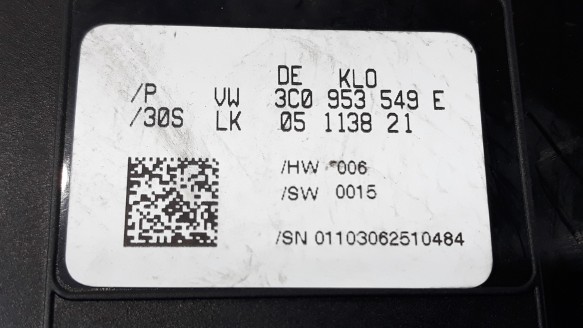 DE KLO
/P VW 3C0 953 549 E
/30S LK 05 1138 21
/HW 006
/SW 0015
/SN 01103062510484